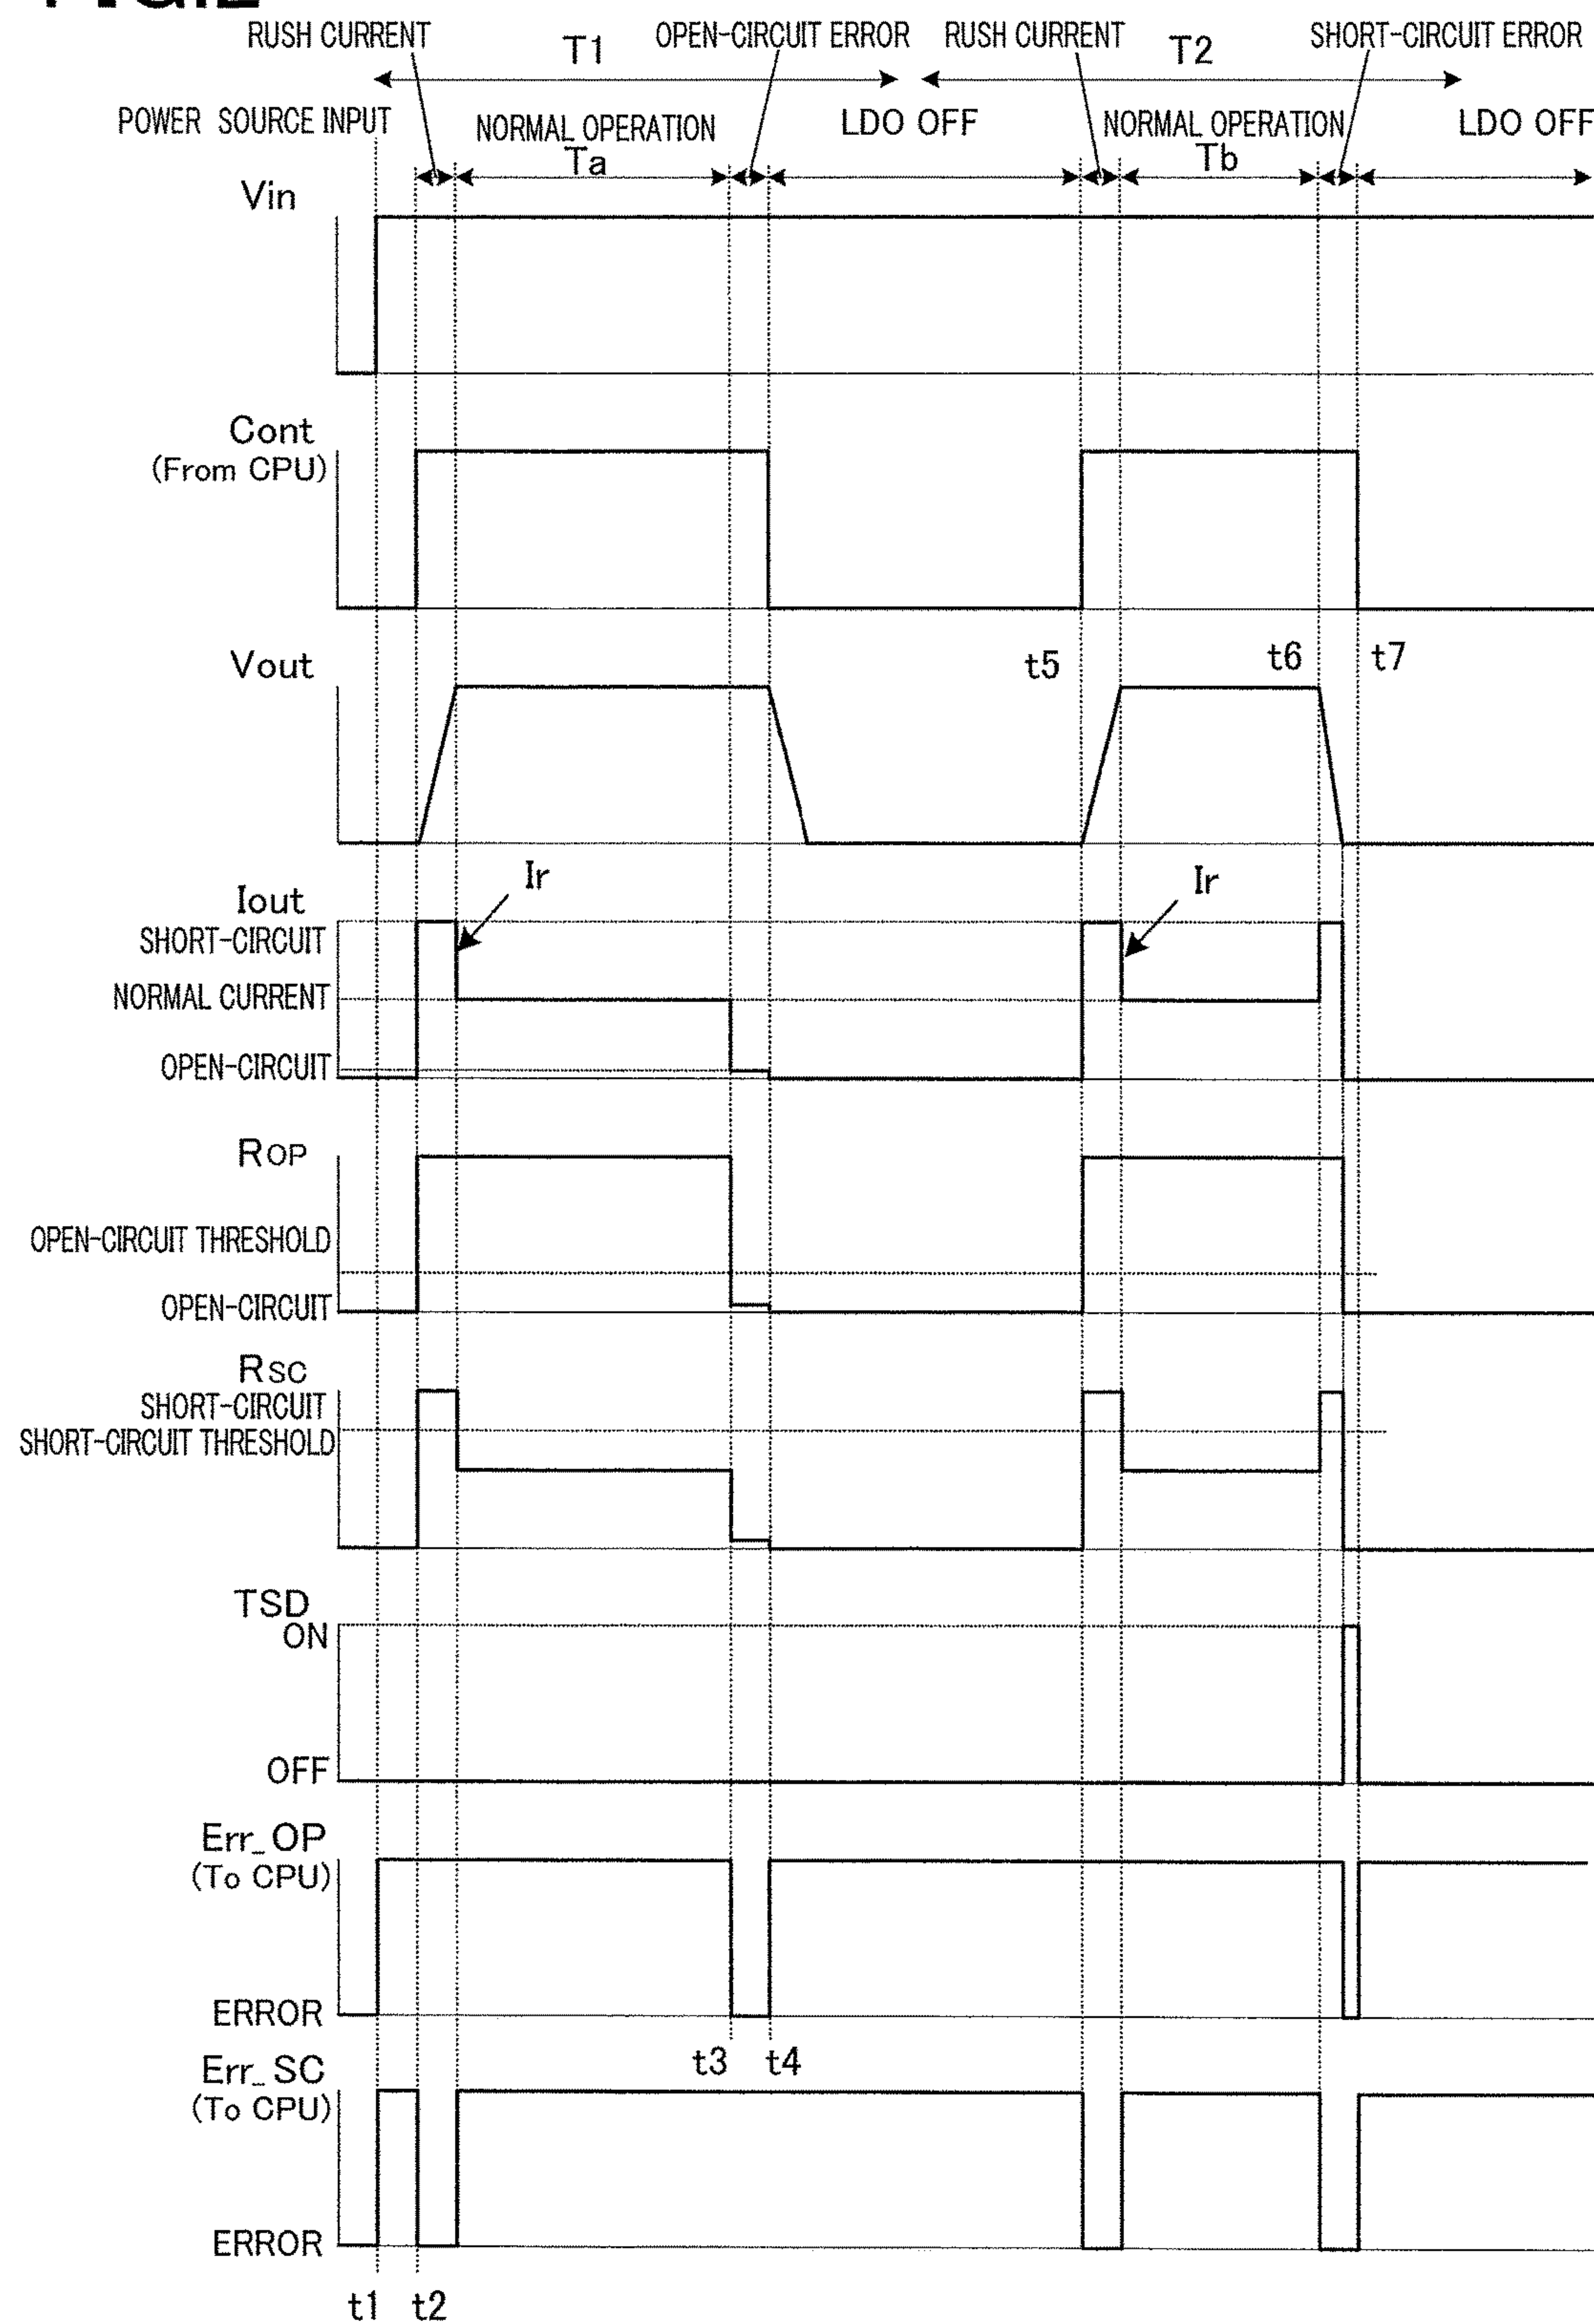 RUSH CURRENT T1 OPEN-CIRCUIT ERROR RUSH CURRENT T2 SHORT-CIRCUIT ERROR
POWER SOURCE INPUT NORMAL OPERATION LDO OFF NORMAL OPERATION LDO OFF
Ta Tb
Vin
Cont
(From CPU)
Vout t5 t6 t7
Ir Ir
Iout
SHORT-CIRCUIT
NORMAL CURRENT
OPEN-CIRCUIT
ROP
OPEN-CIRCUIT THRESHOLD
OPEN-CIRCUIT
RSC
SHORT-CIRCUIT
SHORT-CIRCUIT THRESHOLD
TSD
ON
OFF
Err_OP
(To CPU)
ERROR
t3 t4
Err_SC
(To CPU)
ERROR
t1 t2